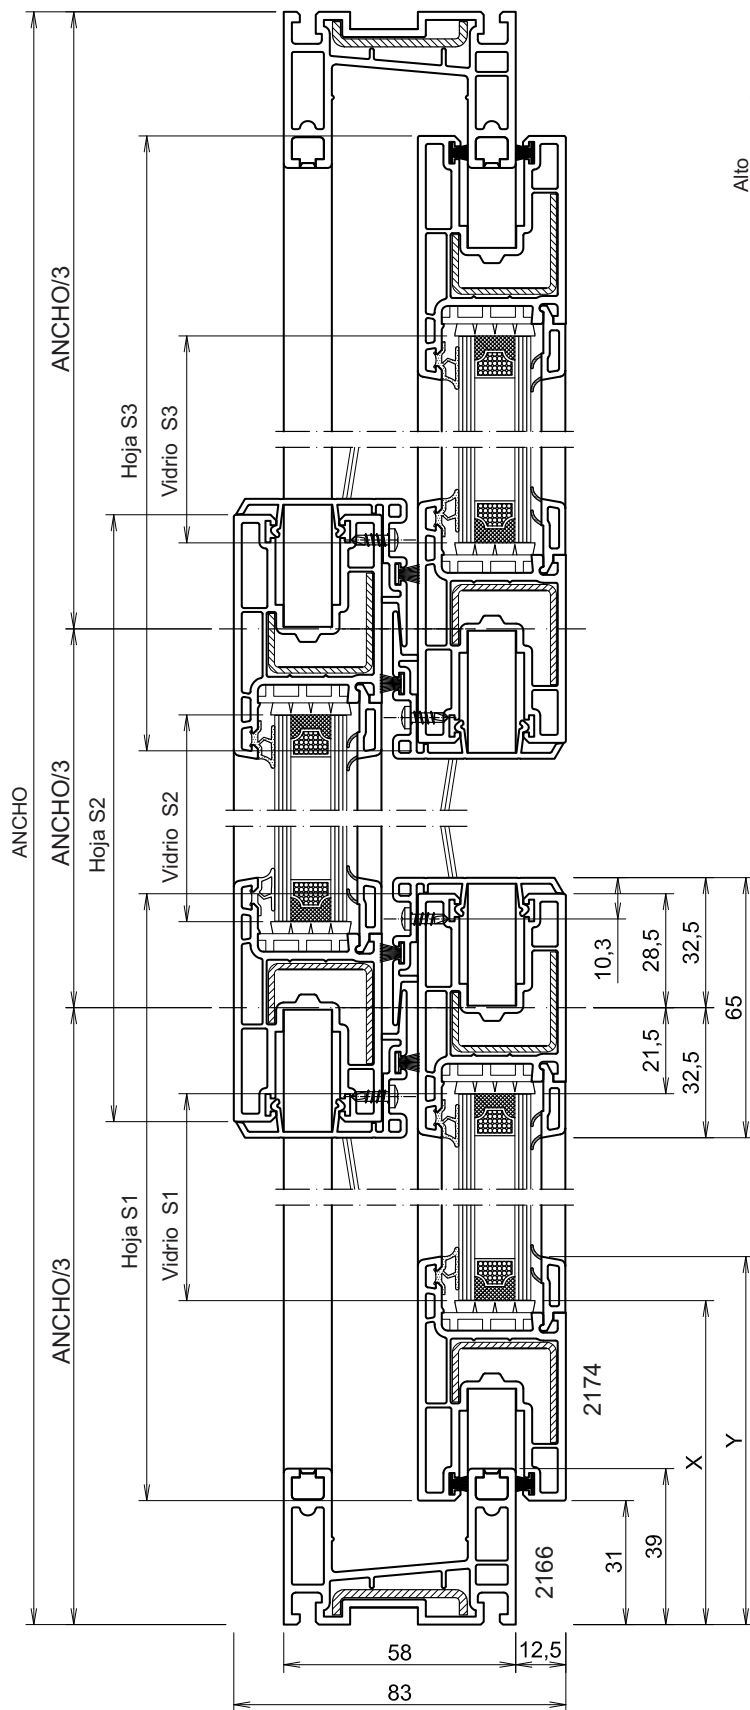 Alto
ANCHO
ANCHO/3
ANCHO/3
ANCHO/3
Hoja S3
Vidrio S3
Hoja S2
Vidrio S2
Hoja S1
Vidrio S1
10,3
28,5
32,5
65
21,5
32,5
2174
2166
X
Y
31
39
58
12,5
83